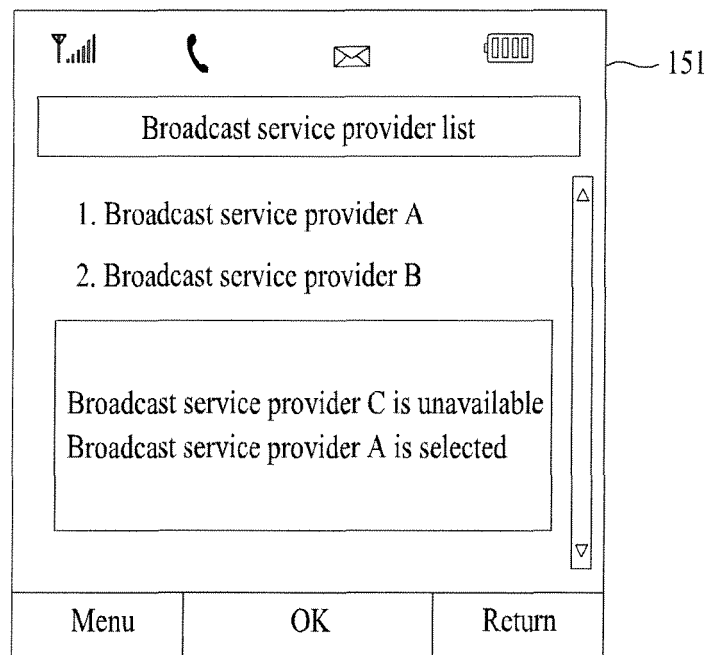 151
Broadcast service provider list
1. Broadcast service provider A
2. Broadcast service provider B
Broadcast service provider C is unavailable
Broadcast service provider A is selected
Menu
OK
Return